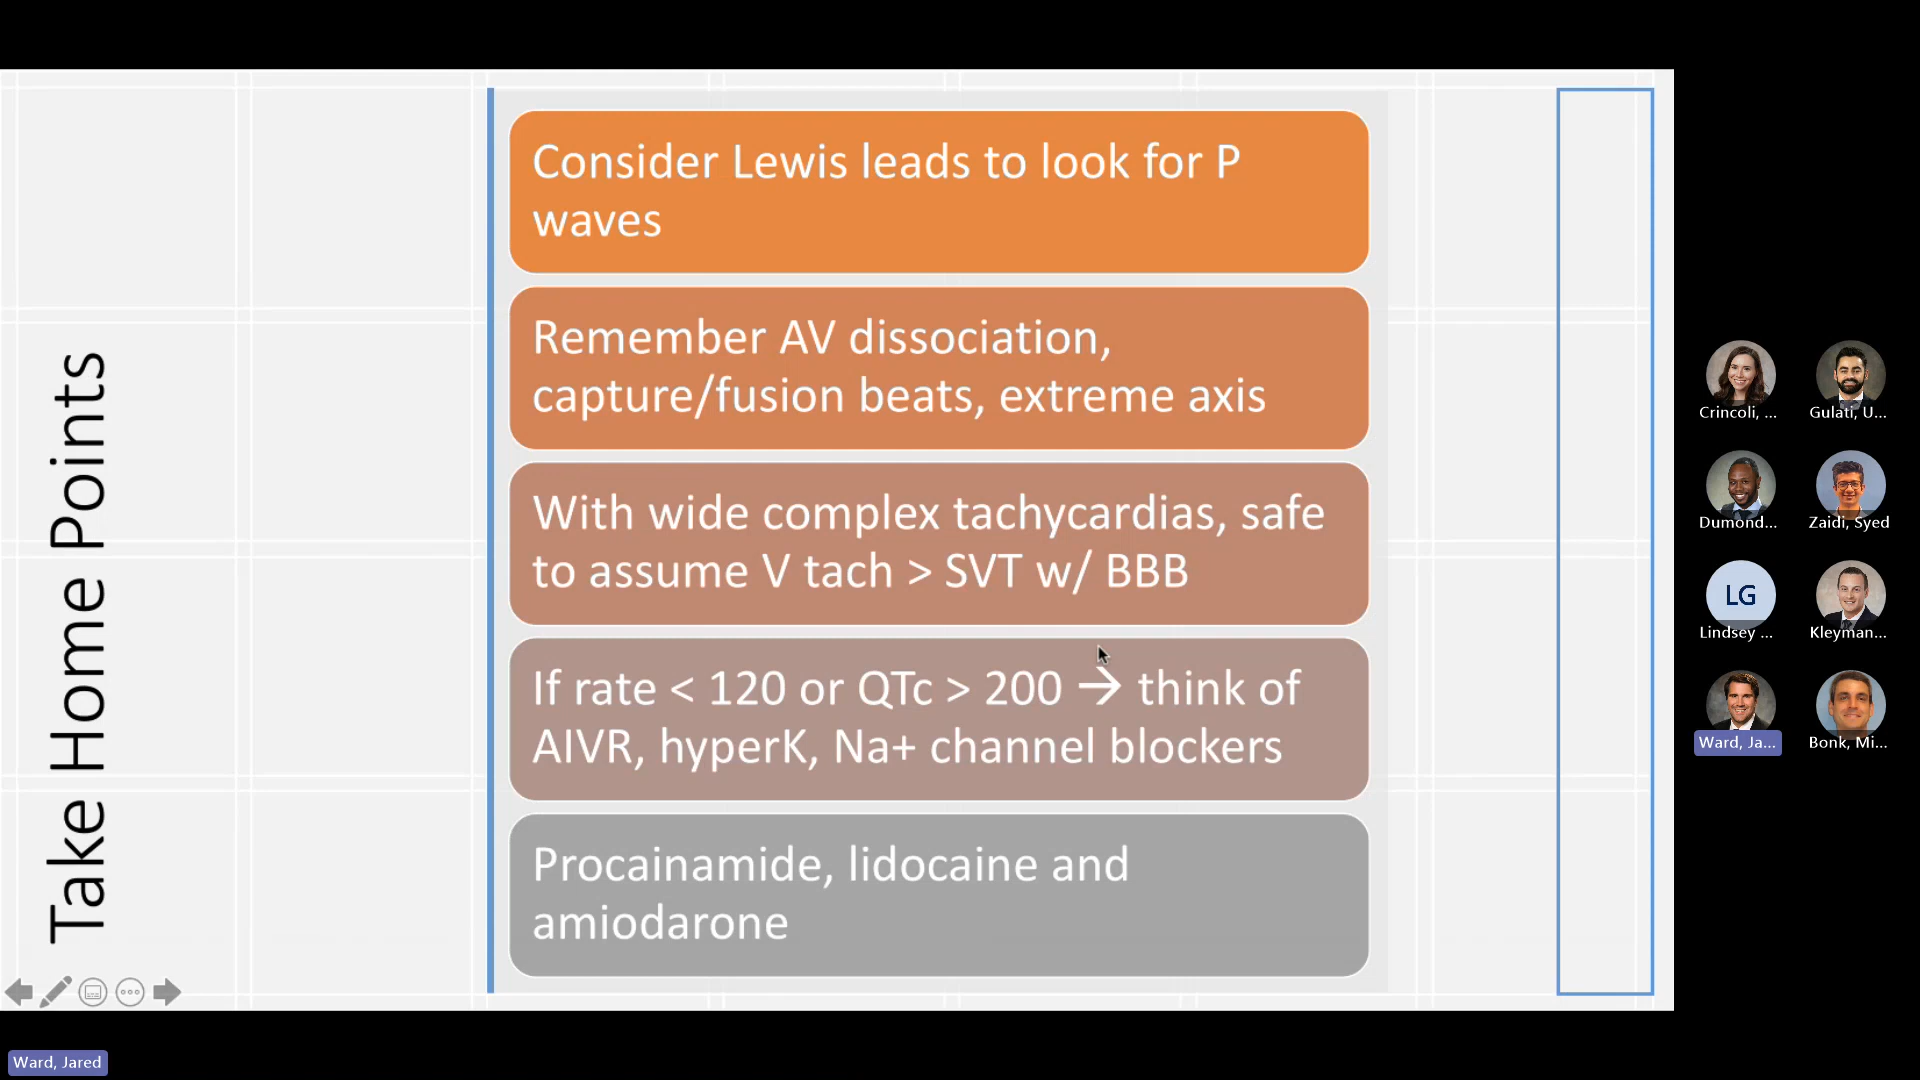 Take Home Points
Consider Lewis leads to look for P
waves
Remember AV dissociation,
capture/fusion beats, extreme axis
With wide complex tachycardias, safe
to assume V tach > SVT w/ BBB
If rate < 120 or QTc > 200 → think of
AIVR, hyperK, Na+ channel blockers
Procainamide, lidocaine and
amiodarone
Crincoli, ...
Gulati, U...
Dumond...
Zaidi, Syed
LG
Lindsey ...
Kleyman...
Ward, Ja...
Bonk, Mi...
Ward, Jared